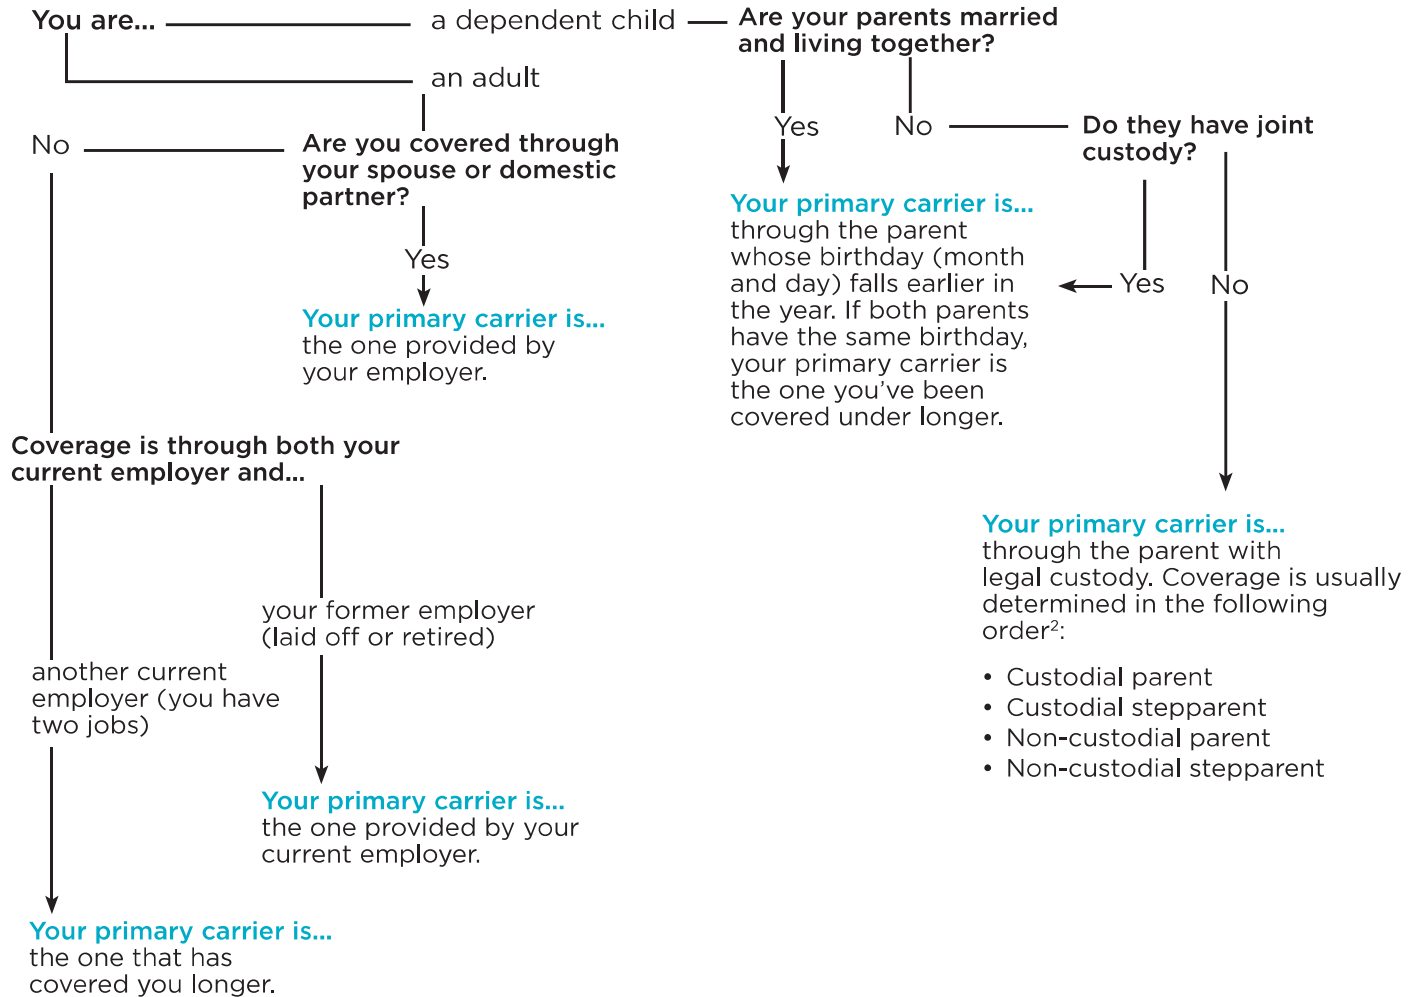 You are...
a dependent child
Are your parents married
and living together?
an adult
Yes
No
Do they have joint
custody?
No
Are you covered through
your spouse or domestic
partner?
Yes
Your primary carrier is...
the one provided by
your employer.
Your primary carrier is...
through the parent
whose birthday (month
and day) falls earlier in
the year. If both parents
have the same birthday,
your primary carrier is
the one you’ve been
covered under longer.
Yes
No
Coverage is through both your
current employer and...
your former employer
(laid off or retired)
another current
employer (you have
two jobs)
Your primary carrier is...
the one provided by your
current employer.
Your primary carrier is...
the one that has
covered you longer.
Your primary carrier is...
through the parent with
legal custody. Coverage is usually
determined in the following
order²:
• Custodial parent
• Custodial stepparent
• Non-custodial parent
• Non-custodial stepparent